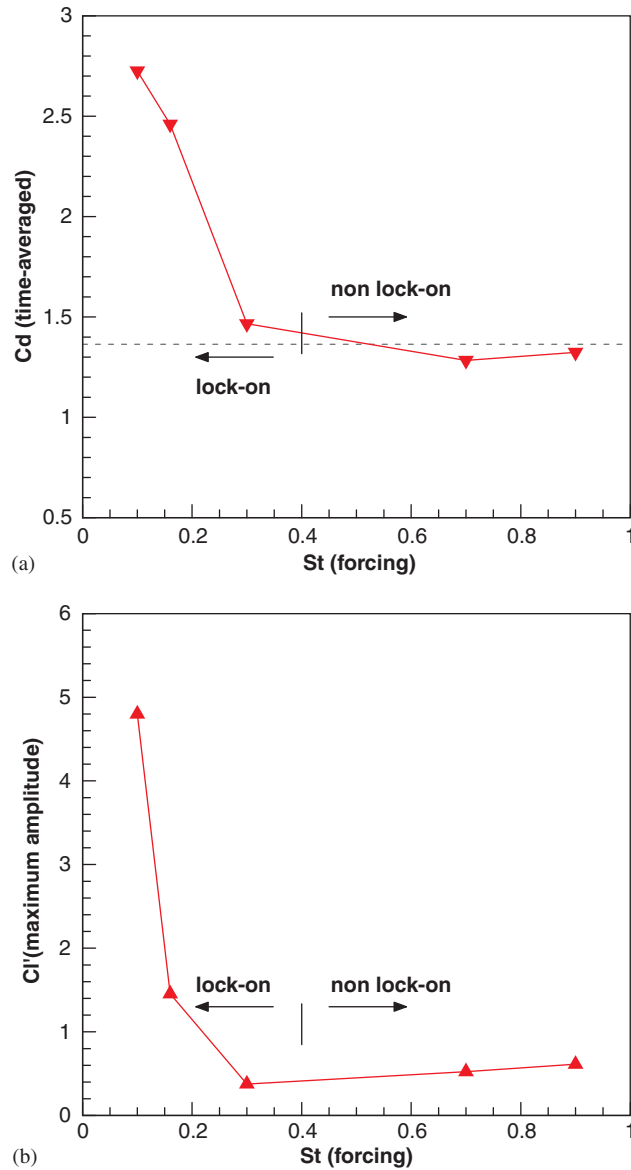 3
2.5
2
1.5
1
0.5
Cd (time-averaged)
non lock-on
lock-on
0 0.2 0.4 0.6 0.8 1
(a) St (forcing)
6
5
4
3
2
1
0
Cl'(maximum amplitude)
lock-on non lock-on
0 0.2 0.4 0.6 0.8 1
(b) St (forcing)